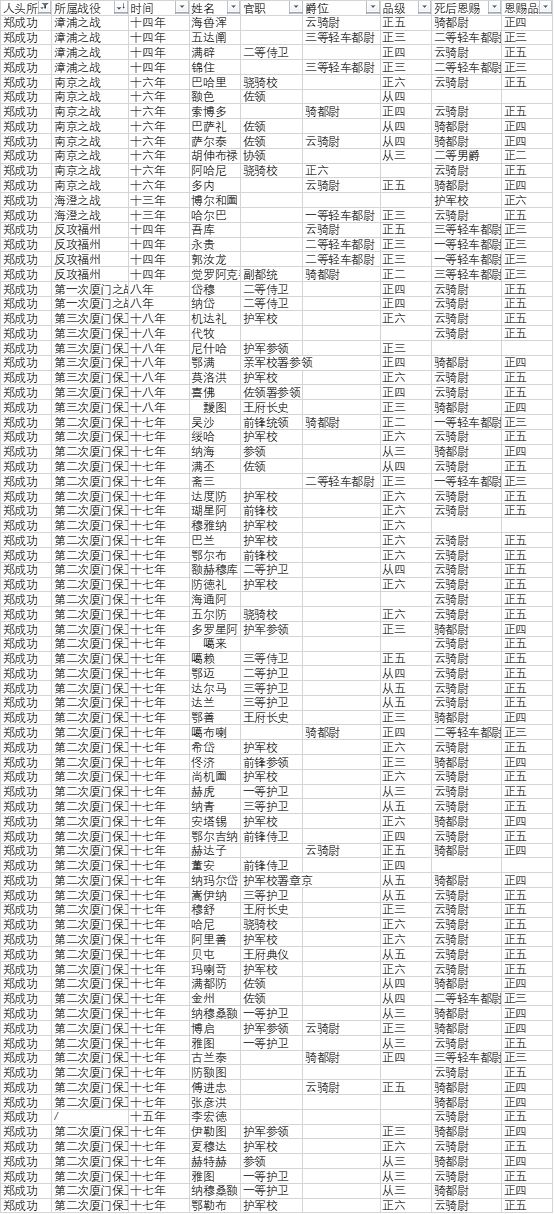 人头所 所属战役 时间 姓名 官职 爵位 品级 死后恩赐 恩赐品
郑成功 漳浦之战 十四年 海兽浑 云骑尉 正五 骑都尉 正四
郑成功 漳浦之战 十四年 五达阐 三等轻车都尉 正三 二等轻车都尉 正三
郑成功 漳浦之战 十四年 满辟 二等侍卫 正四 云骑尉 正五
郑成功 漳浦之战 十四年 锦住 三等轻车都尉 正三 二等轻车都尉 正三
郑成功 南京之战 十六年 巴哈里 骁骑校 正六 云骑尉 正五
郑成功 南京之战 十六年 额色 佐领 从四
郑成功 南京之战 十六年 索博多 骑都尉 正四 云骑尉 正五
郑成功 南京之战 十六年 巴萨礼 佐领 从四 骑都尉 正四
郑成功 南京之战 十六年 萨尔泰 佐领 云骑尉 从四 骑都尉 正四
郑成功 南京之战 十六年 胡伸布禄 协领 从三 二等男爵 正二
郑成功 南京之战 十六年 阿哈尼 骁骑校 正六 云骑尉 正五
郑成功 南京之战 十六年 多内 云骑尉 正五 骑都尉 正四
郑成功 海澄之战 十三年 博尔和圃 护军校 正六
郑成功 海澄之战 十三年 哈尔巴 一等轻车都尉 正三 云骑尉 正五
郑成功 反攻福州 十四年 吾库 云骑尉 正五 三等轻车都尉 正三
郑成功 反攻福州 十四年 永贵 二等轻车都尉 正三 一等轻车都尉 正三
郑成功 反攻福州 十四年 郭汝龙 二等轻车都尉 正三 一等轻车都尉 正三
郑成功 反攻福州 十四年 觉罗阿克 副都统 骑都尉 正二 三等轻车都尉 正三
郑成功 第一次厦门之战 八年 岱穆 二等侍卫 正四 云骑尉 正五
郑成功 第一次厦门之战 八年 纳岱 二等侍卫 正四 云骑尉 正五
郑成功 第三次厦门保卫 十八年 机达礼 护军校 正六 云骑尉 正五
郑成功 第三次厦门保卫 十八年 代牧 云骑尉 正五
郑成功 第三次厦门保卫 十八年 尼什哈 护军参领 正三
郑成功 第三次厦门保卫 十八年 鄂满 亲军校署参领 正四 骑都尉 正四
郑成功 第三次厦门保卫 十八年 莫洛洪 护军校 正六 云骑尉 正五
郑成功 第三次厦门保卫 十八年 喜佛 佐领署参领 正四 云骑尉 正五
郑成功 第三次厦门保卫 十八年 图 王府长史 正三 骑都尉 正四
郑成功 第二次厦门保卫 十七年 吴沙 前锋统领 骑都尉 正二 一等轻车都尉 正三
郑成功 第二次厦门保卫 十七年 绥哈 护军校 正六 云骑尉 正五
郑成功 第二次厦门保卫 十七年 纳海 参领 从三 骑都尉 正四
郑成功 第二次厦门保卫 十七年 满丕 佐领 从四 云骑尉 正五
郑成功 第二次厦门保卫 十七年 斋三 二等轻车都尉 正三 一等轻车都尉 正三
郑成功 第二次厦门保卫 十七年 达度防 护军校 正六 云骑尉 正五
郑成功 第二次厦门保卫 十七年 瑚星阿 前锋校 正六 云骑尉 正五
郑成功 第二次厦门保卫 十七年 穆雅纳 护军校 正六
郑成功 第二次厦门保卫 十七年 巴兰 护军校 正六 云骑尉 正五
郑成功 第二次厦门保卫 十七年 鄂尔布 前锋校 正六 云骑尉 正五
郑成功 第二次厦门保卫 十七年 额赫穆库 二等护卫 从四 云骑尉 正五
郑成功 第二次厦门保卫 十七年 防德礼 护军校 正六 云骑尉 正五
郑成功 第二次厦门保卫 十七年 海通阿 云骑尉 正五
郑成功 第二次厦门保卫 十七年 五尔防 骁骑校 正六 云骑尉 正五
郑成功 第二次厦门保卫 十七年 多罗星阿 护军参领 正三 骑都尉 正四
郑成功 第二次厦门保卫 十七年 噶来 云骑尉 正五
郑成功 第二次厦门保卫 十七年 噶赖 三等侍卫 正五 云骑尉 正五
郑成功 第二次厦门保卫 十七年 鄂迈 二等护卫 从四 云骑尉 正五
郑成功 第二次厦门保卫 十七年 达尔马 三等护卫 从五 云骑尉 正五
郑成功 第二次厦门保卫 十七年 达兰 三等护卫 从五 云骑尉 正五
郑成功 第二次厦门保卫 十七年 鄂善 王府长史 正三 骑都尉 正四
郑成功 第二次厦门保卫 十七年 噶布喇 骑都尉 正四 二等轻车都尉 正三
郑成功 第二次厦门保卫 十七年 希岱 护军校 正六 云骑尉 正五
郑成功 第二次厦门保卫 十七年 佟济 前锋参领 正三 骑都尉 正四
郑成功 第二次厦门保卫 十七年 尚机圃 护军校 正六 云骑尉 正五
郑成功 第二次厦门保卫 十七年 赫虎 一等护卫 从三 云骑尉 正五
郑成功 第二次厦门保卫 十七年 纳青 三等护卫 从五 云骑尉 正五
郑成功 第二次厦门保卫 十七年 安塔锡 护军校 正六 骑都尉 正四
郑成功 第二次厦门保卫 十七年 鄂尔吉纳 前锋侍卫 正四 云骑尉 正五
郑成功 第二次厦门保卫 十七年 赫达子 云骑尉 正五 骑都尉 正四
郑成功 第二次厦门保卫 十七年 董安 前锋侍卫 正四
郑成功 第二次厦门保卫 十七年 纳玛尔岱 护军校署章京 从五 骑都尉 正四
郑成功 第二次厦门保卫 十七年 嵩伊纳 三等护卫 从五 云骑尉 正五
郑成功 第二次厦门保卫 十七年 穆舒 王府长史 正三 云骑尉 正五
郑成功 第二次厦门保卫 十七年 哈尼 骁骑校 正六 云骑尉 正五
郑成功 第二次厦门保卫 十七年 阿里善 护军校 正六 云骑尉 正五
郑成功 第二次厦门保卫 十七年 贝屯 王府典仪 从五 云骑尉 正五
郑成功 第二次厦门保卫 十七年 玛喇苛 护军校 正六 云骑尉 正五
郑成功 第二次厦门保卫 十七年 满都防 佐领 从四 骑都尉 正四
郑成功 第二次厦门保卫 十七年 金州 佐领 从四 二等轻车都尉 正三
郑成功 第二次厦门保卫 十七年 纳穆桑额 一等护卫 从三 骑都尉 正四
郑成功 第二次厦门保卫 十七年 博启 护军参领 云骑尉 正三 骑都尉 正四
郑成功 第二次厦门保卫 十七年 雅图 一等护卫 从三 云骑尉 正五
郑成功 第二次厦门保卫 十七年 古兰泰 骑都尉 正四 三等轻车都尉 正三
郑成功 第二次厦门保卫 十七年 防额图 云骑尉 正五
郑成功 第二次厦门保卫 十七年 傅进忠 云骑尉 正五 骑都尉 正四
郑成功 第二次厦门保卫 十七年 张彦洪 骑都尉 正四
郑成功 / 十五年 李宏德 云骑尉 正五
郑成功 第二次厦门保卫 十七年 伊勒图 护军参领 正三 骑都尉 正四
郑成功 第二次厦门保卫 十七年 夏穆达 护军校 正六 云骑尉 正五
郑成功 第二次厦门保卫 十七年 赫特赫 参领 从三 骑都尉 正四
郑成功 第二次厦门保卫 十七年 雅图 一等护卫 从三 云骑尉 正五
郑成功 第二次厦门保卫 十七年 纳穆桑额 一等护卫 从三 骑都尉 正四
郑成功 第二次厦门保卫 十七年 鄂勒布 护军校 正六 云骑尉 正五